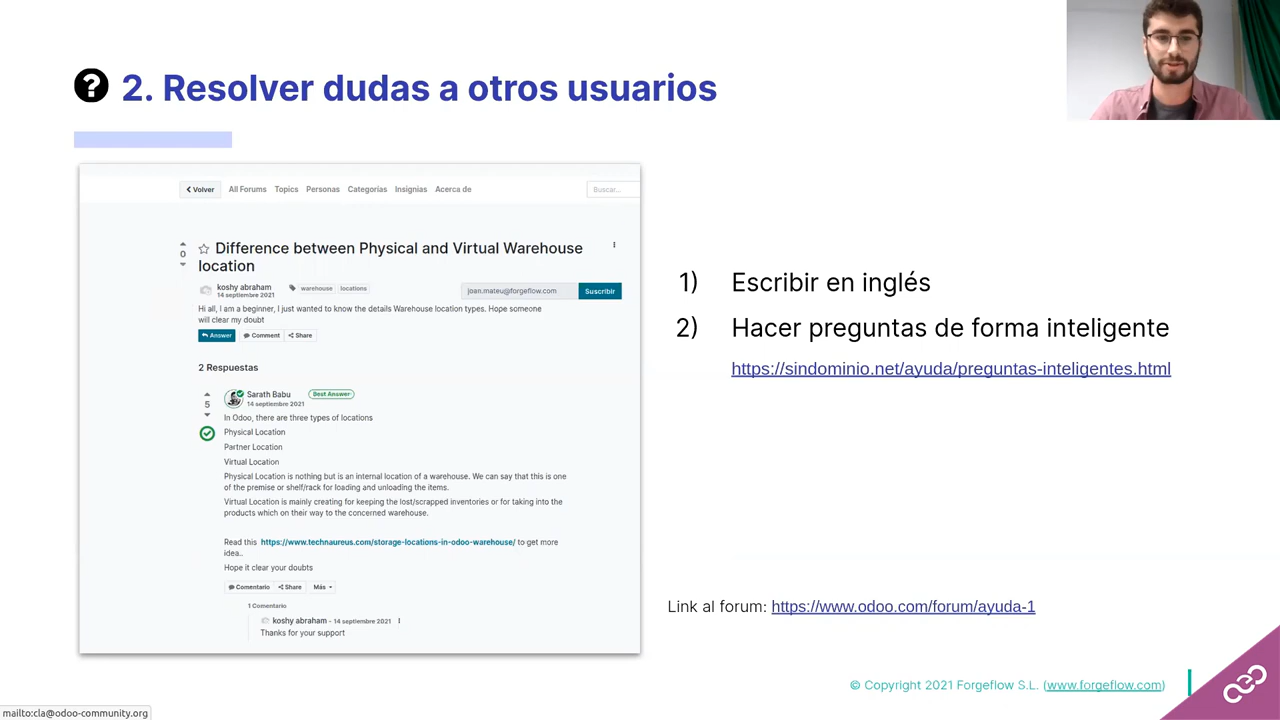 ? 2. Resolver dudas a otros usuarios
Volver All Forums Topics Personas Categorías Insignias Acerca de Buscar...
Difference between Physical and Virtual Warehouse
location
0
koshy abraham
14 septiembre 2021
warehouse locations
joan.mateu@forgeflow.com Suscribir
Hi all, I am a beginner, I just wanted to know the details Warehouse location types. Hope someone
will clear my doubt
Answer Comment Share
2 Respuestas
5
Sarath Babu Best Answer
14 septiembre 2021
In Odoo, there are three types of locations
Physical Location
Partner Location
Virtual Location
Physical Location is nothing but is an internal location of a warehouse. We can say that this is one
of the premise or shelf/rack for loading and unloading the items.
Virtual Location is mainly creating for keeping the lost/scrapped inventories or for taking into the
products which on their way to the concerned warehouse.
Read this https://www.technaureus.com/storage-locations-in-odoo-warehouse/ to get more
idea..
Hope it clear your doubts
Comentario Share Más
1 Comentario
koshy abraham - 14 septiembre 2021
Thanks for your support
1) Escribir en inglés
2) Hacer preguntas de forma inteligente
https://sindominio.net/ayuda/preguntas-inteligentes.html
Link al forum: https://www.odoo.com/forum/ayuda-1
© Copyright 2021 Forgeflow S.L. (www.forgeflow.com)
mailto:cla@odoo-community.org